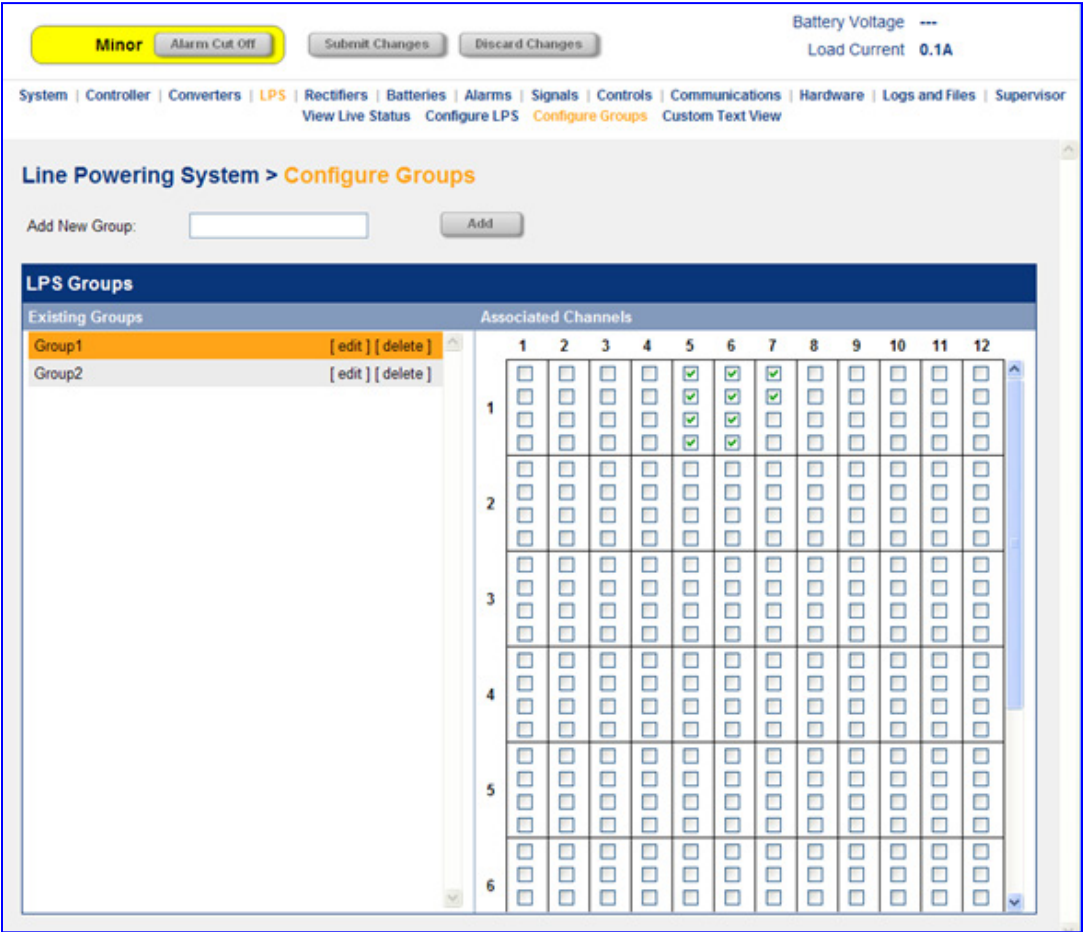 Battery Voltage ---
Minor Alarm Cut Off Submit Changes Discard Changes
Load Current 0.1A
System | Controller | Converters | LPS | Rectifiers | Batteries | Alarms | Signals | Controls | Communications | Hardware | Logs and Files | Supervisor
View Live Status Configure LPS Configure Groups Custom Text View
Line Powering System > Configure Groups
Add New Group: Add
LPS Groups
Existing Groups Associated Channels
Group1 [ edit ] [ delete ]
1 2 3 4 5 6 7 8 9 10 11 12
Group2 [ edit ] [ delete ]
1
2
3
4
5
6